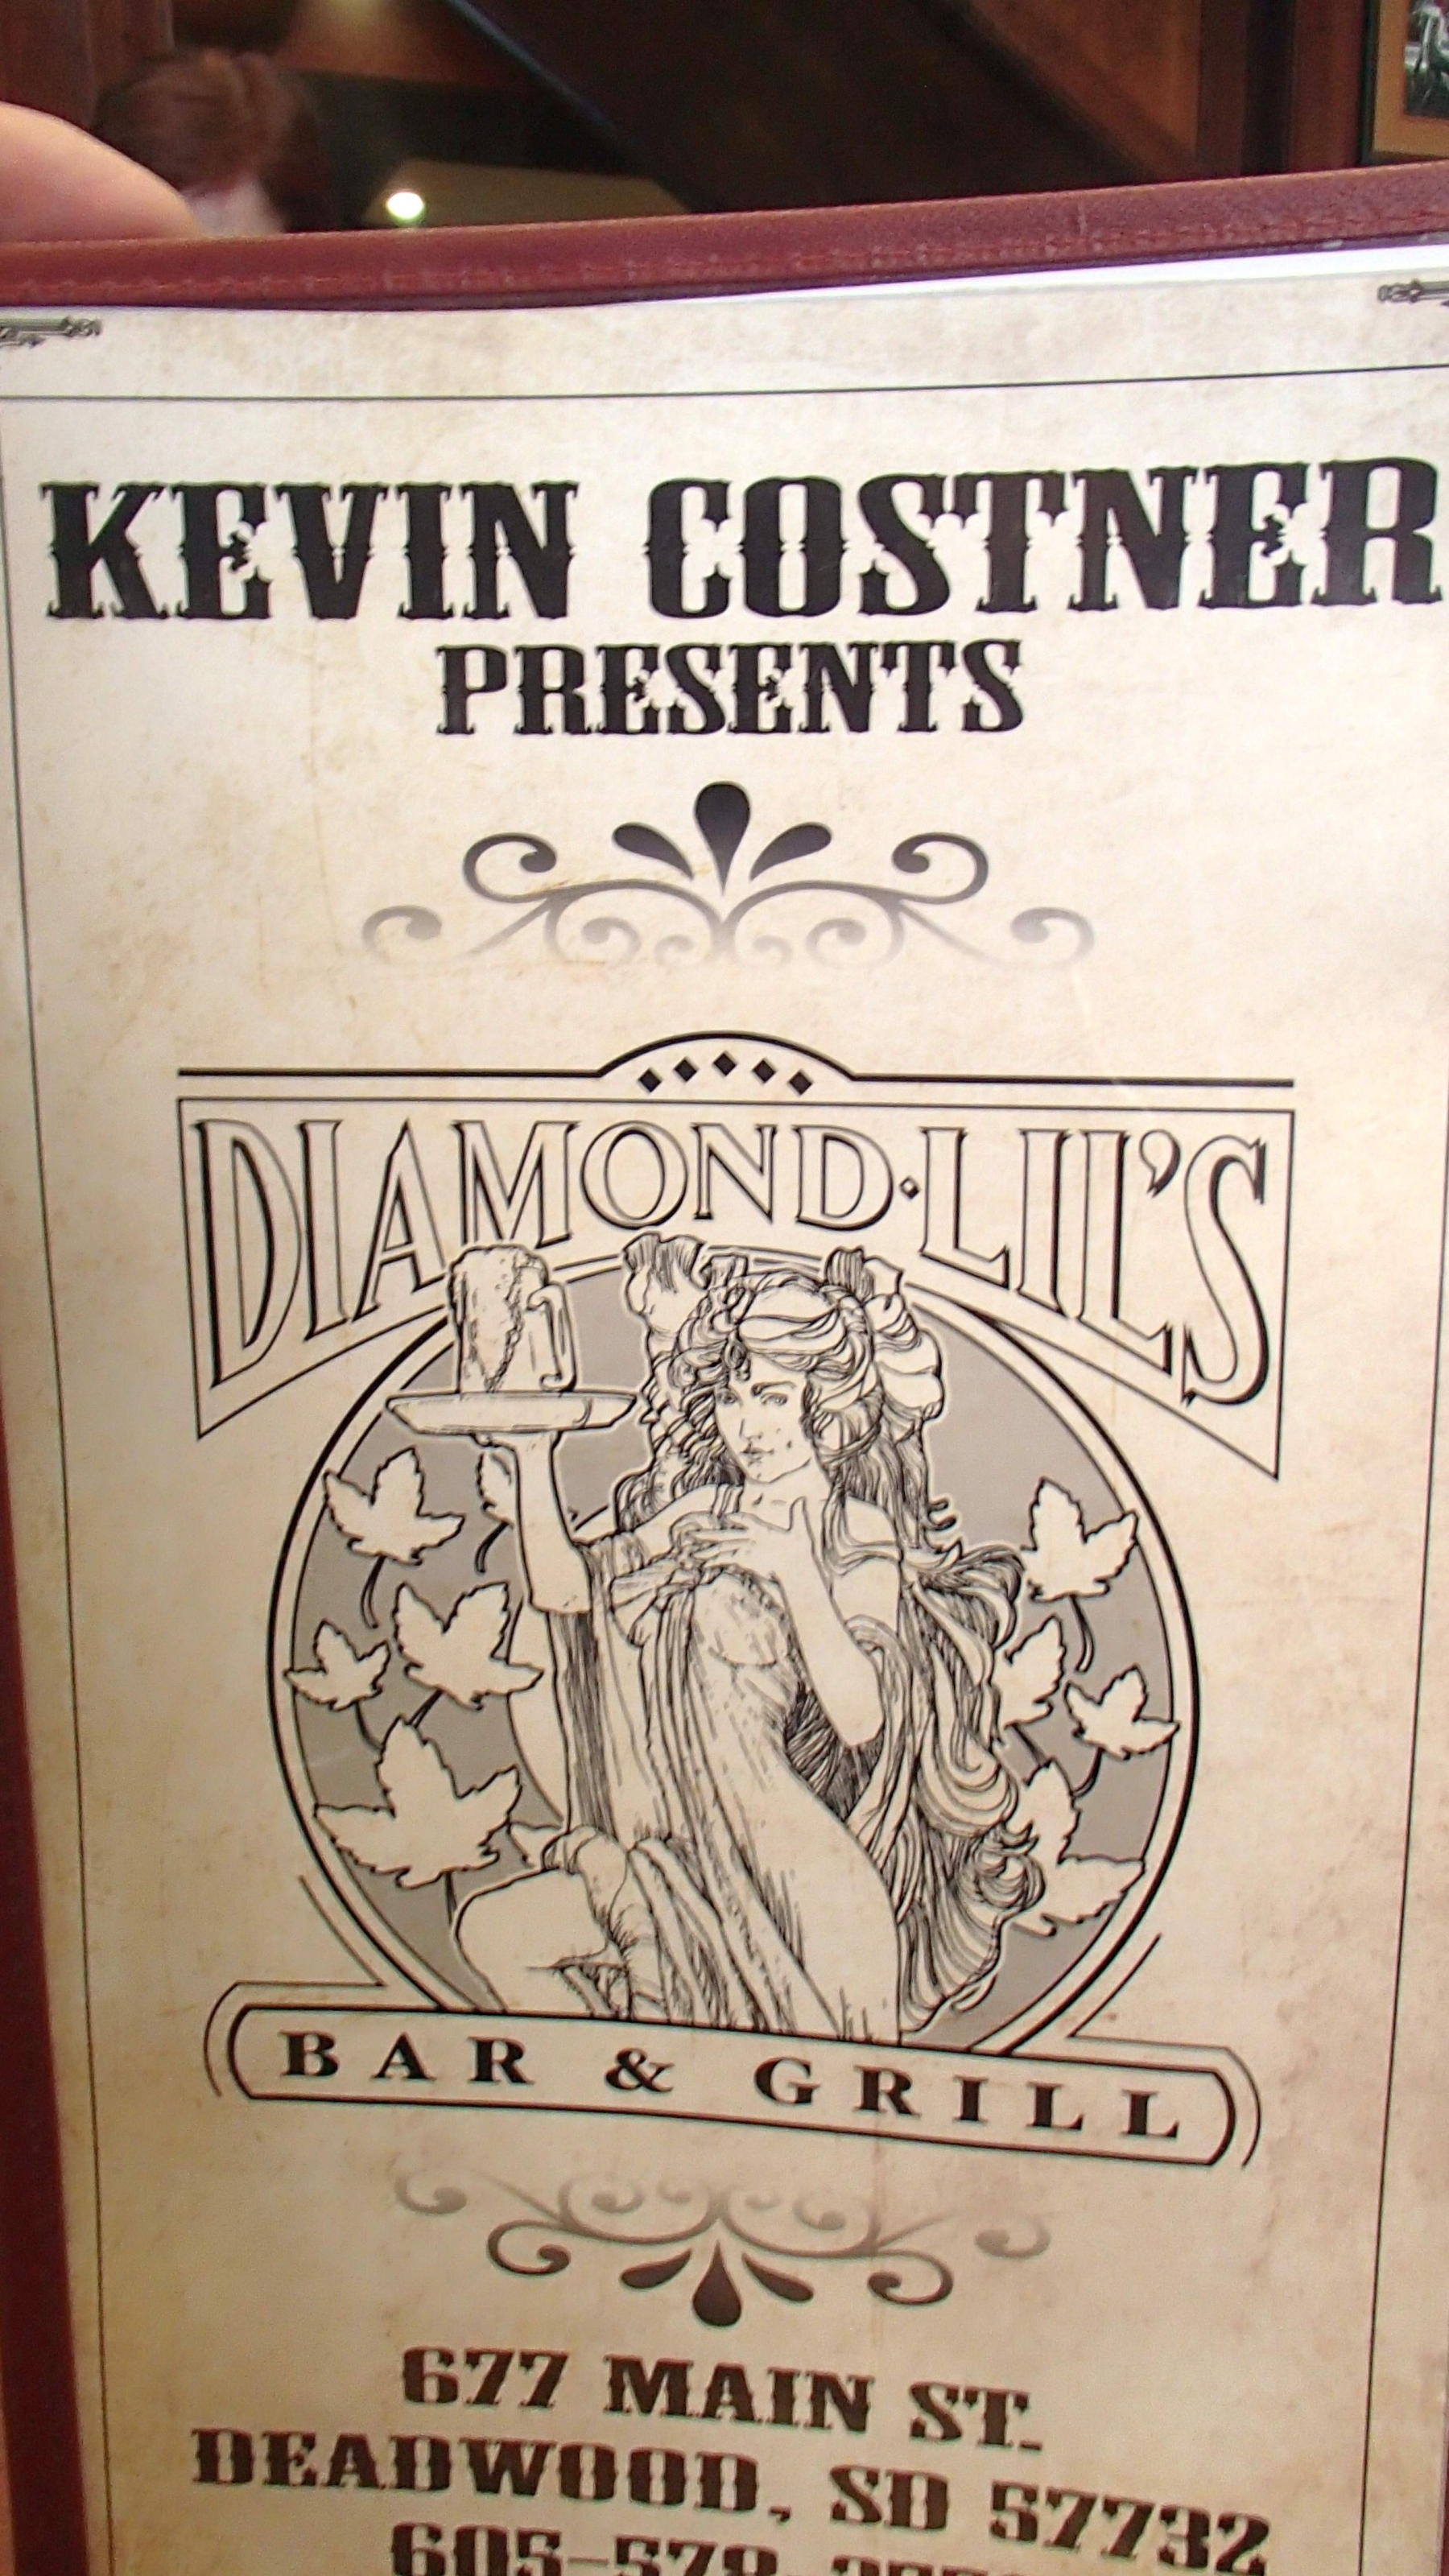 KEVIN COSTNER
PRESENTS
DIAMOND·LIL'S
BAR & GRILL
677 MAIN ST.
DEADWOOD, SD 57732